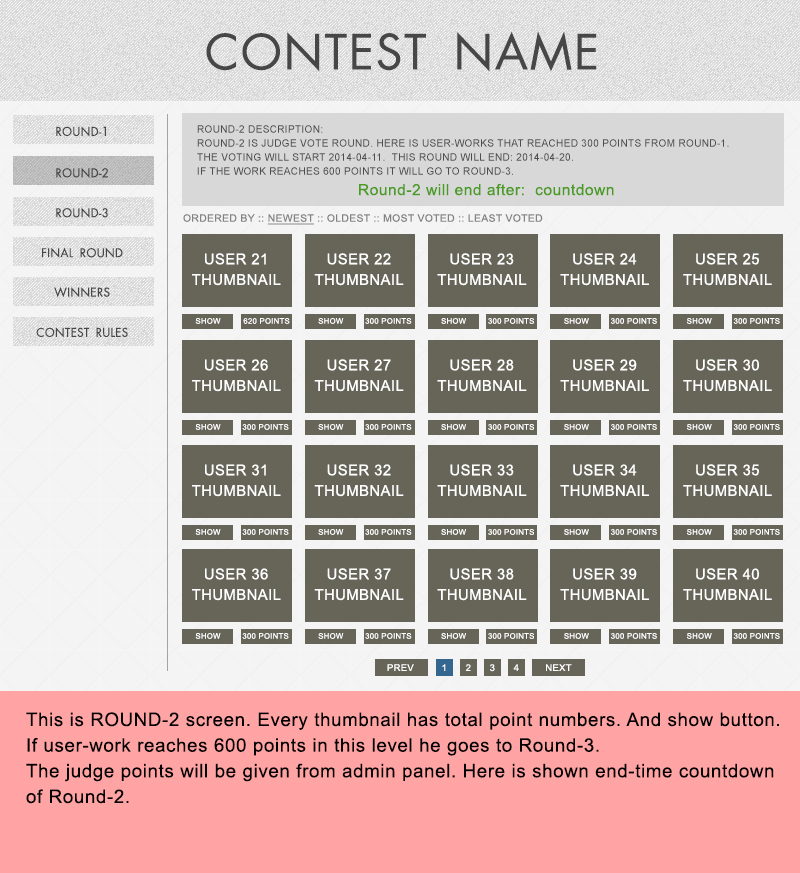 CONTEST NAME
ROUND-1
ROUND-2
ROUND-3
FINAL ROUND
WINNERS
CONTEST RULES
ROUND-2 DESCRIPTION:
ROUND-2 IS JUDGE VOTE ROUND. HERE IS USER-WORKS THAT REACHED 300 POINTS FROM ROUND-1.
THE VOTING WILL START 2014-04-11. THIS ROUND WILL END: 2014-04-20.
IF THE WORK REACHES 600 POINTS IT WILL GO TO ROUND-3.
Round-2 will end after: countdown
ORDERED BY :: NEWEST :: OLDEST :: MOST VOTED :: LEAST VOTED
USER 21 USER 22 USER 23 USER 24 USER 25
THUMBNAIL THUMBNAIL THUMBNAIL THUMBNAIL THUMBNAIL
SHOW 620 POINTS SHOW 300 POINTS SHOW 300 POINTS SHOW 300 POINTS SHOW 300 POINTS
USER 26 USER 27 USER 28 USER 29 USER 30
THUMBNAIL THUMBNAIL THUMBNAIL THUMBNAIL THUMBNAIL
SHOW 300 POINTS SHOW 300 POINTS SHOW 300 POINTS SHOW 300 POINTS SHOW 300 POINTS
USER 31 USER 32 USER 33 USER 34 USER 35
THUMBNAIL THUMBNAIL THUMBNAIL THUMBNAIL THUMBNAIL
SHOW 300 POINTS SHOW 300 POINTS SHOW 300 POINTS SHOW 300 POINTS SHOW 300 POINTS
USER 36 USER 37 USER 38 USER 39 USER 40
THUMBNAIL THUMBNAIL THUMBNAIL THUMBNAIL THUMBNAIL
SHOW 300 POINTS SHOW 300 POINTS SHOW 300 POINTS SHOW 300 POINTS SHOW 300 POINTS
PREV 1 2 3 4 NEXT
This is ROUND-2 screen. Every thumbnail has total point numbers. And show button.
If user-work reaches 600 points in this level he goes to Round-3.
The judge points will be given from admin panel. Here is shown end-time countdown
of Round-2.